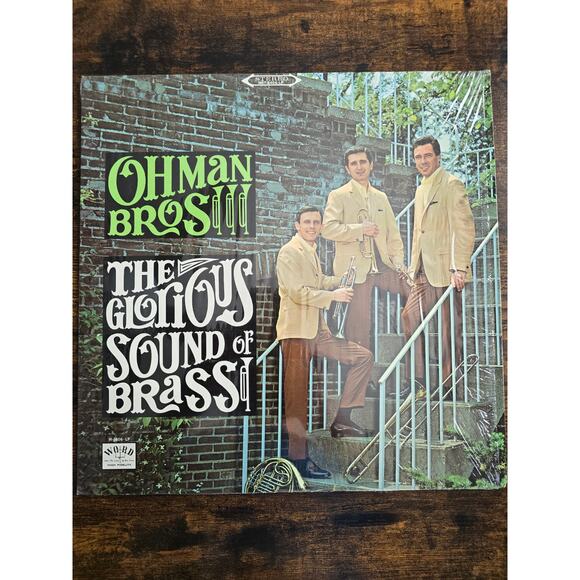 STEREO
OHMAN
BROS
THE
GLORIOUS
SOUND OF
BRASS
WORD
HIGH FIDELITY